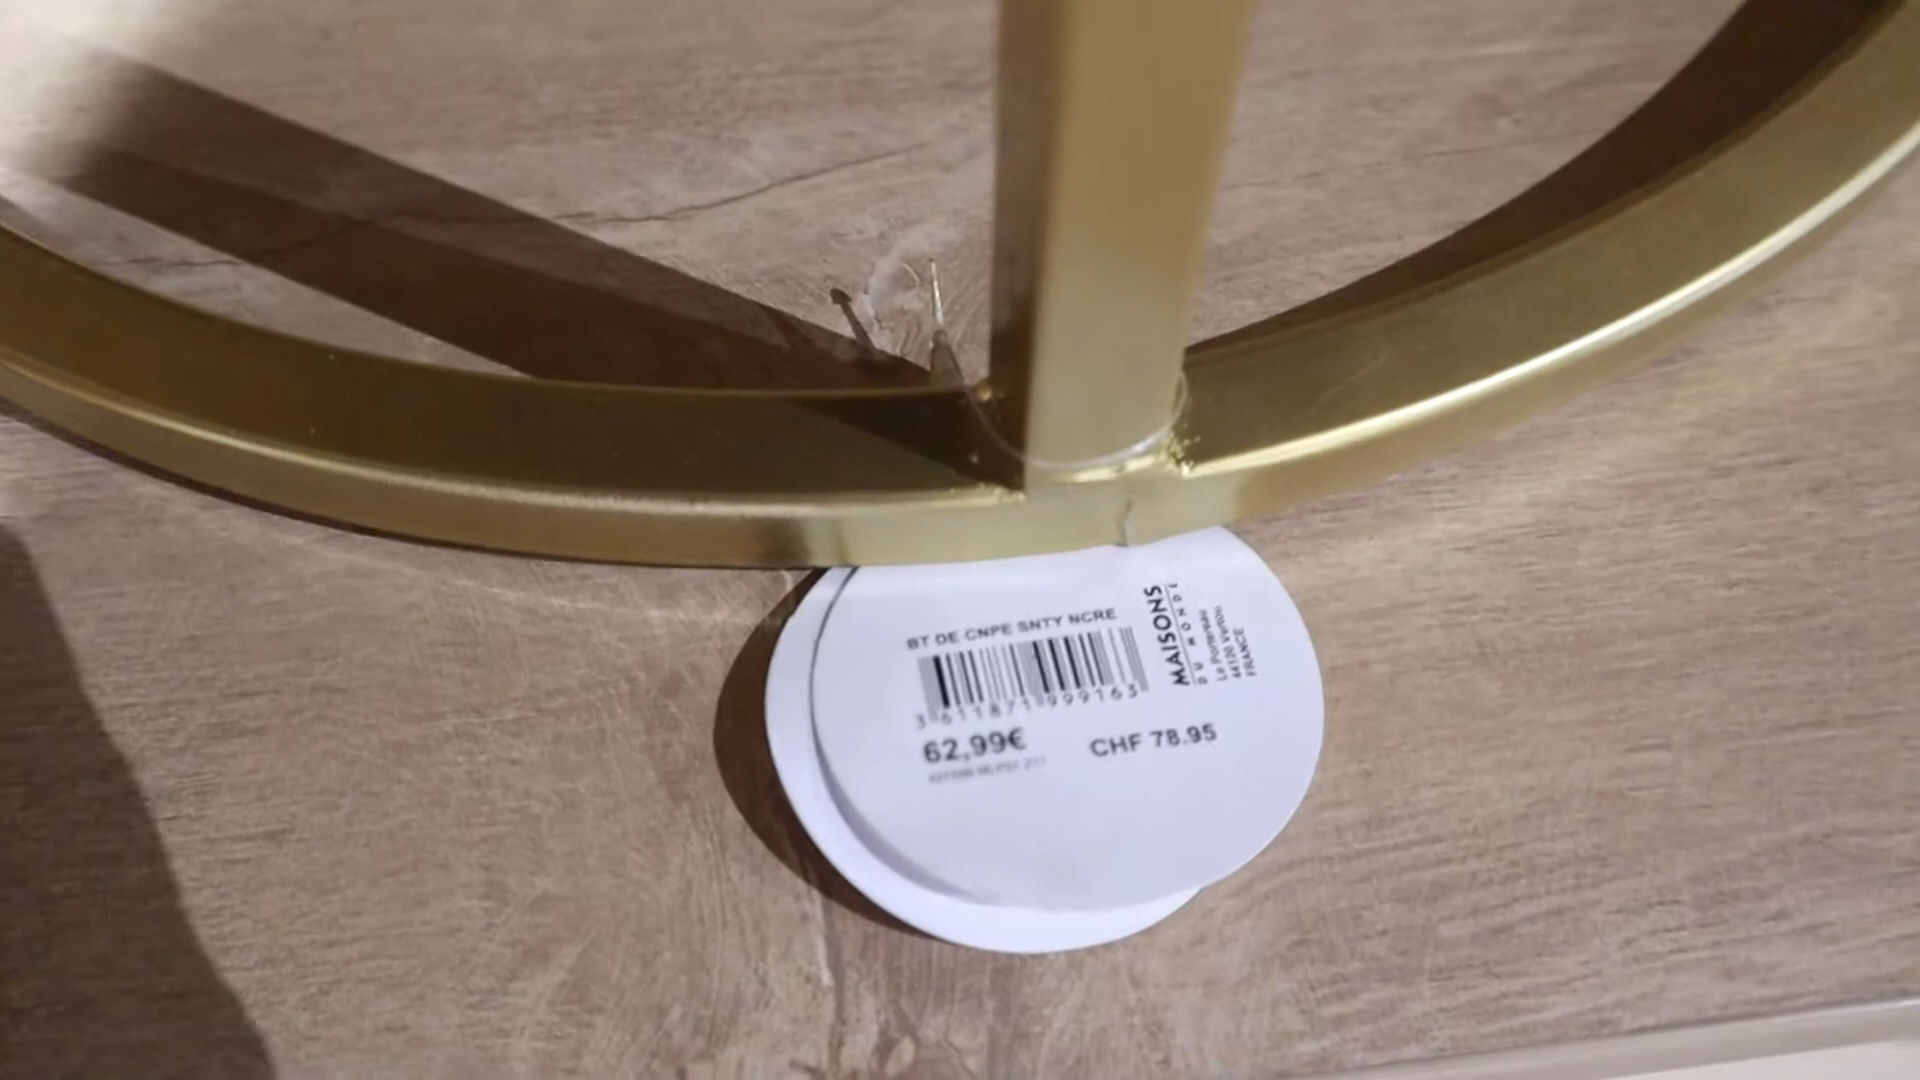 BT DE CNPE SNTY NCRE
3 611871 999163
62,99€
CHF 78.95
MAISONS
DU MONDE
Le Portereau
44120 Vertou
FRANCE